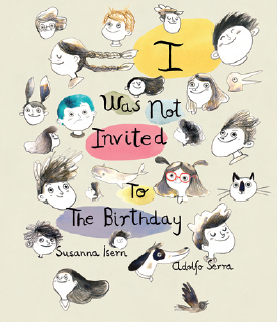 I
Was Not
Invited
To
The Birthday
Susanna Isern
Adolfo Serra